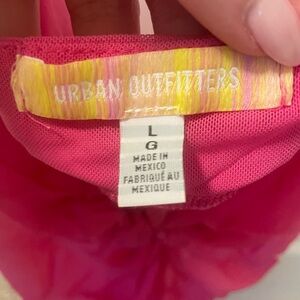 URBAN OUTFITTERS
L
G
MADE IN
MEXICO
FABRIQUÉ AU
MEXIQUE